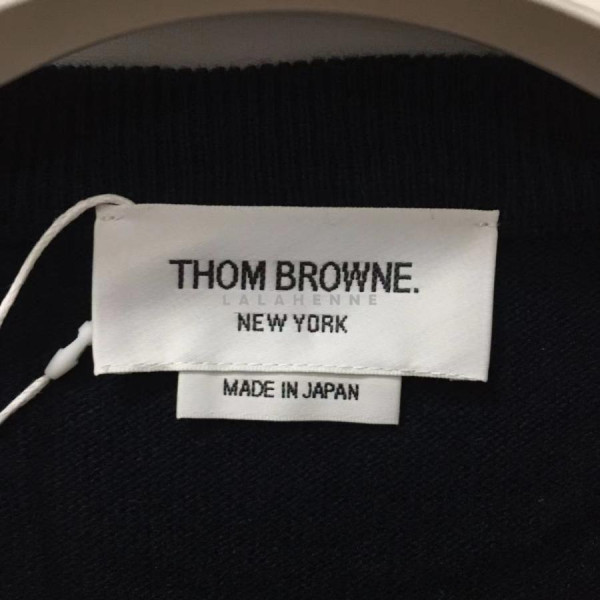 THOM BROWNE.
LALAHENNE
NEW YORK
MADE IN JAPAN